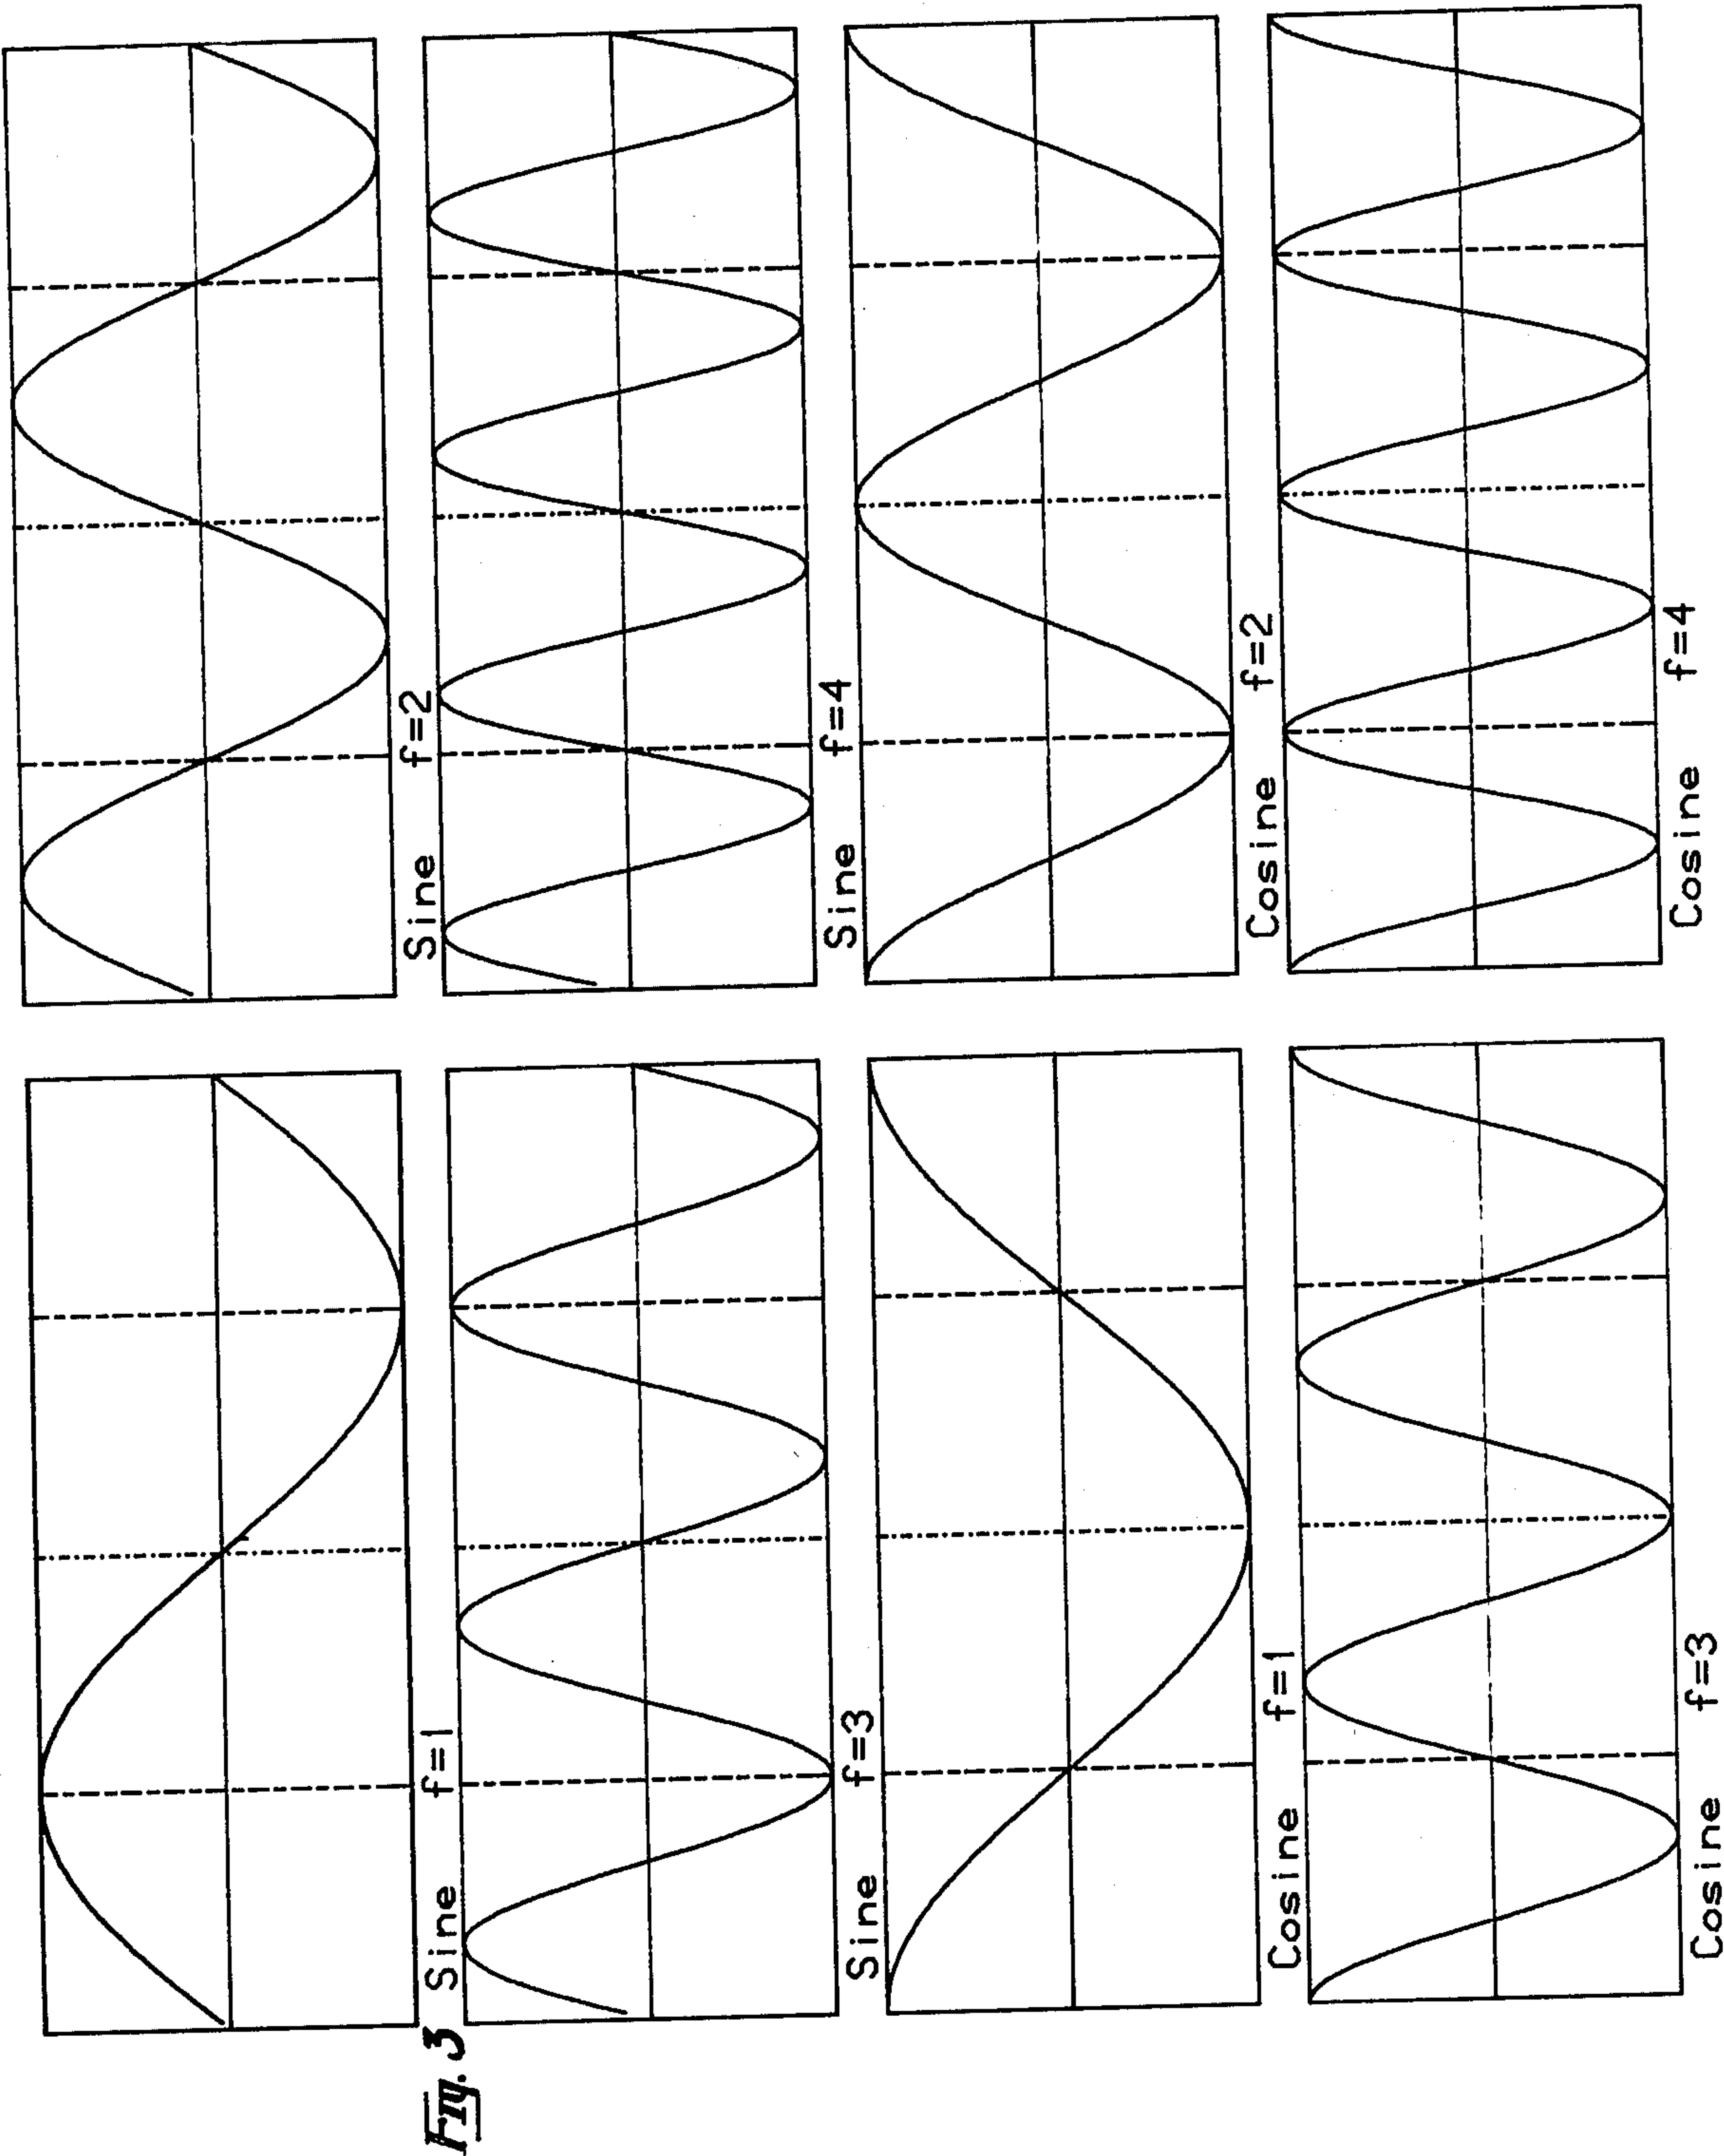 Fig. 3
Sine f=1
Sine f=2
Sine f=3
Sine f=4
Cosine f=1
Cosine f=2
Cosine f=3
Cosine f=4